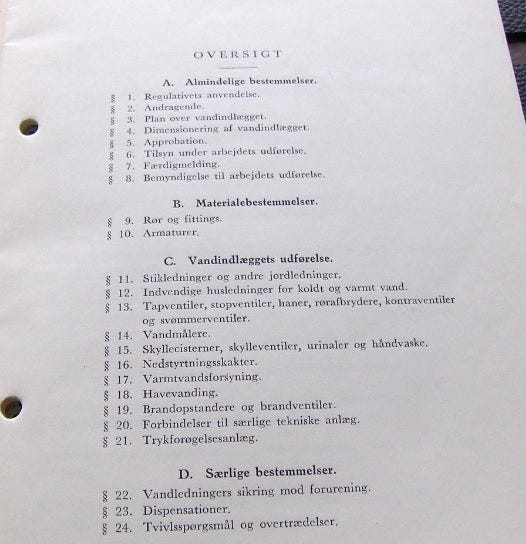 OVERSIGT
A. Almindelige bestemmelser.
§ 1. Regulativets anvendelse.
§ 2. Andragende.
§ 3. Plan over vandindlægget.
§ 4. Dimensionering af vandindlægget.
§ 5. Approbation.
§ 6. Tilsyn under arbejdets udførelse.
§ 7. Færdigmelding.
§ 8. Bemyndigelse til arbejdets udførelse.
B. Materialebestemmelser.
§ 9. Rør og fittings.
§ 10. Armaturer.
C. Vandindlæggets udførelse.
§ 11. Stikledninger og andre jordledninger.
§ 12. Indvendige husledninger for koldt og varmt vand.
§ 13. Tapventiler, stopventiler, haner, rørafbrydere, kontraventiler
og svømmerventiler.
§ 14. Vandmålere.
§ 15. Skyllecisterner, skylleventiler, urinaler og håndvaske.
§ 16. Nedstyrtningsskakter.
§ 17. Varmtvandsforsyning.
§ 18. Havevanding.
§ 19. Brandopstandere og brandventiler.
§ 20. Forbindelser til særlige tekniske anlæg.
§ 21. Trykforøgelsesanlæg.
D. Særlige bestemmelser.
§ 22. Vandledningers sikring mod forurening.
§ 23. Dispensationer.
§ 24. Tvivlsspørgsmål og overtrædelser.